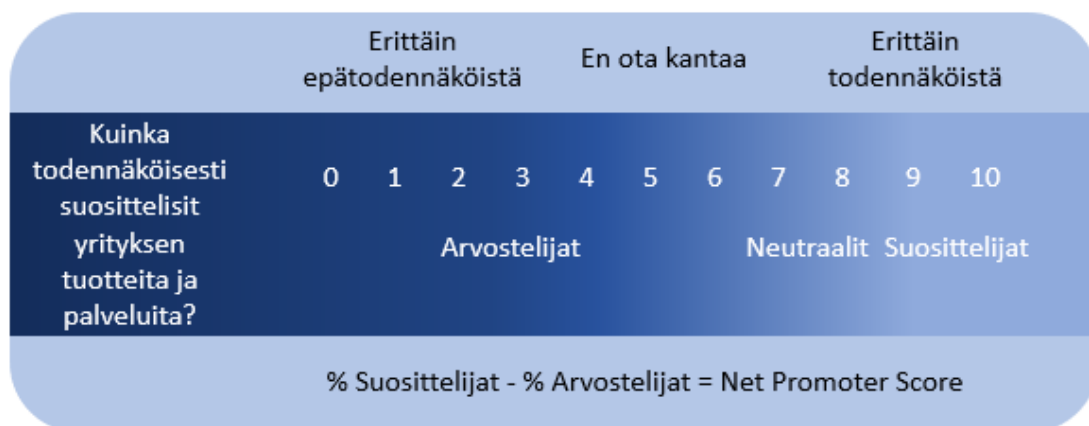 Erittäin
epätodennäköistä
En ota kantaa
Erittäin
todennäköistä
Kuinka
todennäköisesti
suosittelisit
yrityksen
tuotteita ja
palveluita?
0 1 2 3 4 5 6 7 8 9 10
Arvostelijat Neutraalit Suosittelijat
% Suosittelijat - % Arvostelijat = Net Promoter Score